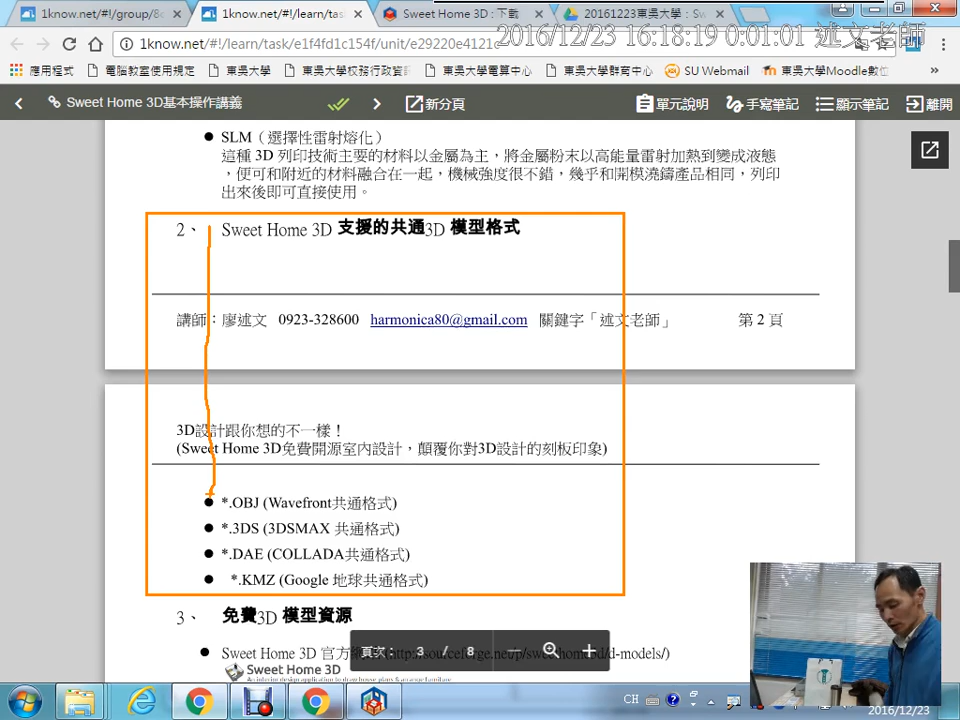 1know.net/#!/group/8
1know.net/#!/learn/tas
Sweet Home 3D : 下載
20161223東吳大學：Sw
1know.net/#!/learn/task/e1f4fd1c154f/unit/e29220e4121c
2016/12/23 16:18:19 0:01:01 述文老師
應用程式
電腦教室使用規定
東吳大學
東吳大學校務行政資訊
東吳大學電算中心
東吳大學群育中心
SU Webmail
東吳大學Moodle數位
»
Sweet Home 3D基本操作講義
新分頁
單元說明
手寫筆記
顯示筆記
離開
● SLM（選擇性雷射熔化）
這種 3D 列印技術主要的材料以金屬為主，將金屬粉末以高能量雷射加熱到變成液態
，便可和附近的材料融合在一起，機械強度很不錯，幾乎和開模澆鑄產品相同，列印
出來後即可直接使用。
2、 Sweet Home 3D 支援的共通3D 模型格式
講師：廖述文 0923-328600 harmonica80@gmail.com 關鍵字「述文老師」 第 2 頁
3D設計跟你想的不一樣！
(Sweet Home 3D免費開源室內設計，顛覆你對3D設計的刻板印象)
● *.OBJ (Wavefront共通格式)
● *.3DS (3DSMAX 共通格式)
● *.DAE (COLLADA共通格式)
● *.KMZ (Google 地球共通格式)
3、 免費3D 模型資源
● Sweet Home 3D 官方
d-models/)
頁次： 3 / 8
Sweet Home 3D
CH
2016/12/23